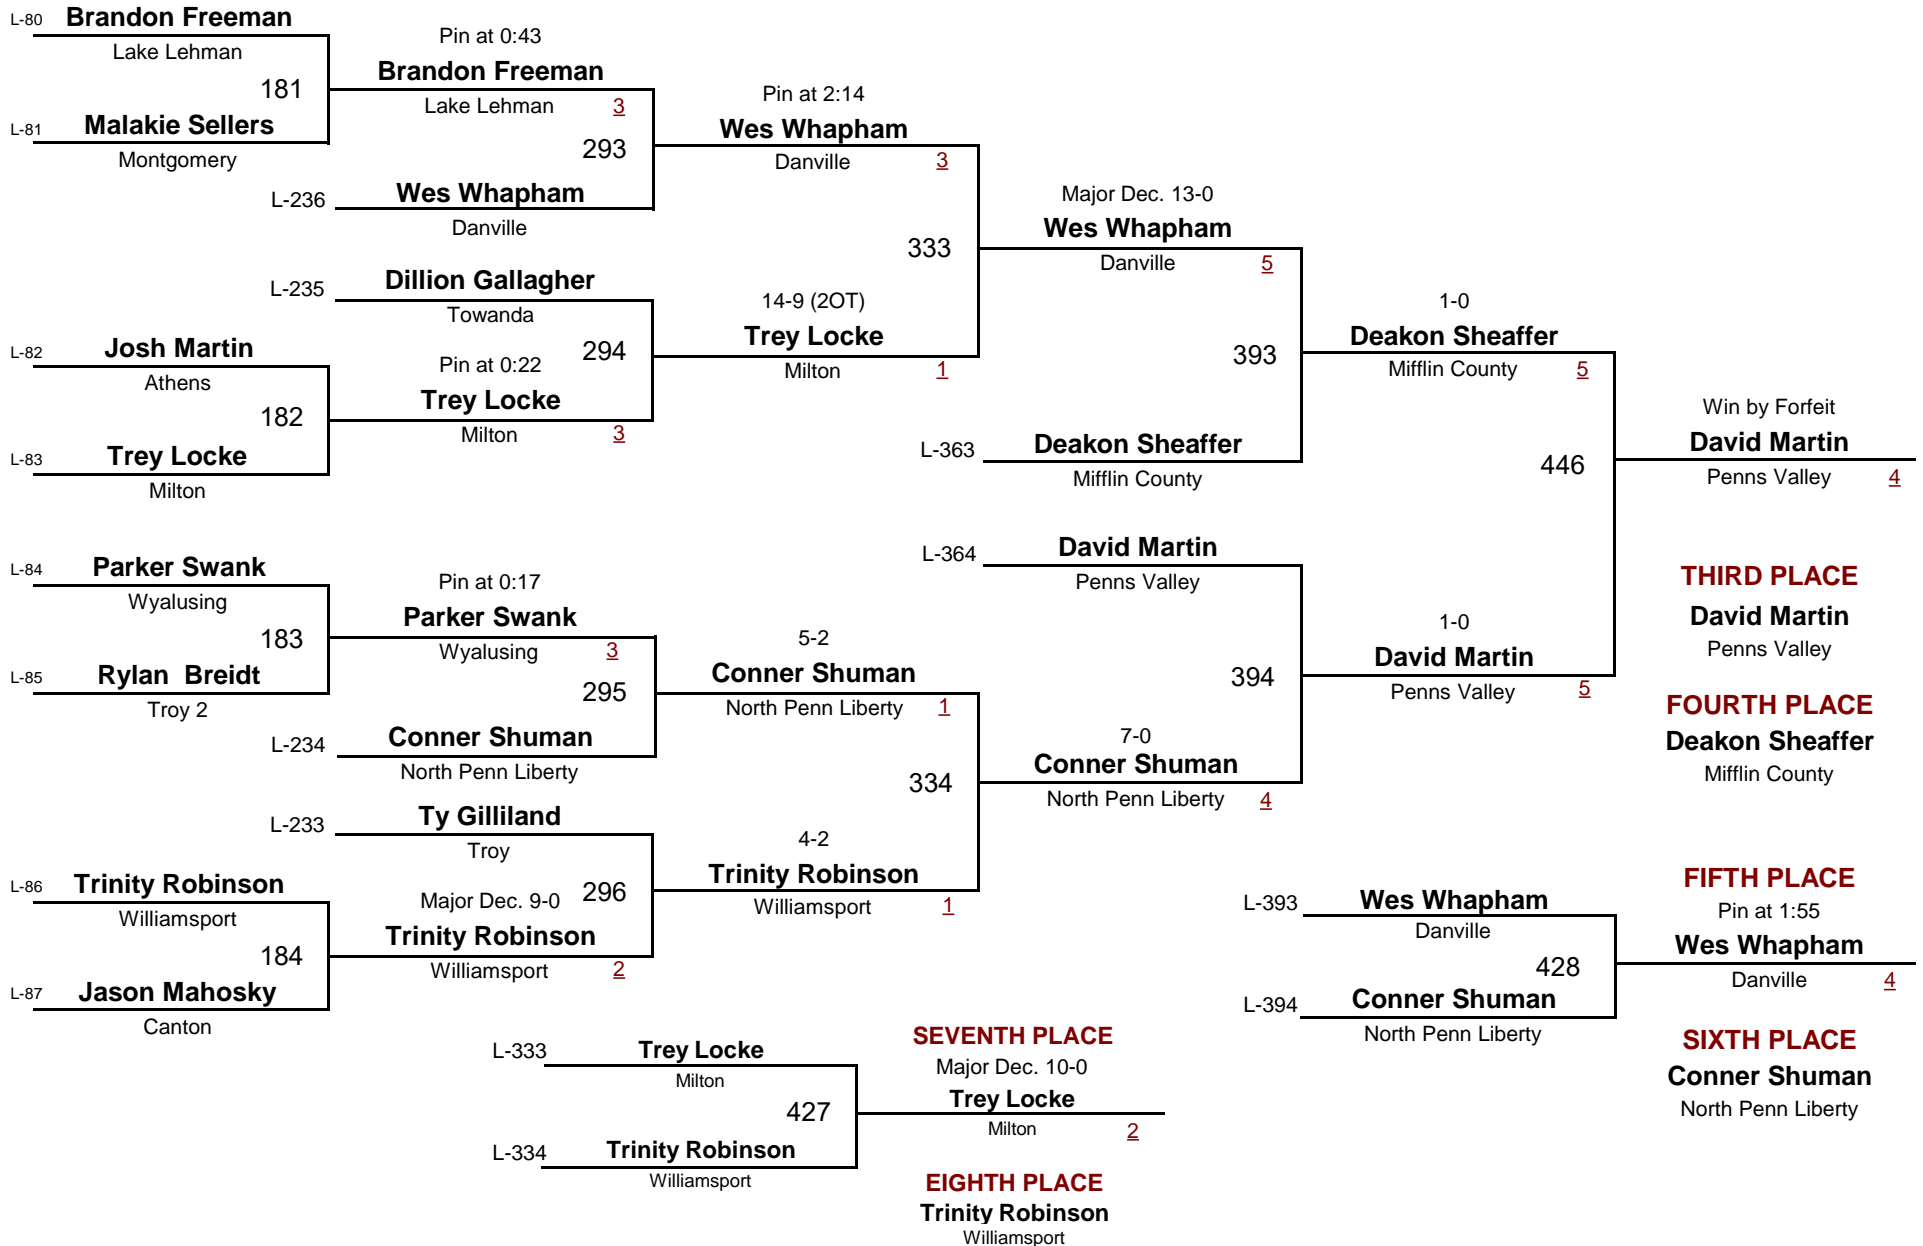 L-80 Brandon Freeman
Lake Lehman
181
L-81 Malakie Sellers
Montgomery
Pin at 0:43
Brandon Freeman
Lake Lehman 3
293
L-236 Wes Whapham
Danville
Pin at 2:14
Wes Whapham
Danville 3
333
L-235 Dillion Gallagher
Towanda
294
L-82 Josh Martin
Athens
182
L-83 Trey Locke
Milton
Pin at 0:22
Trey Locke
Milton 3
14-9 (2OT)
Trey Locke
Milton 1
Major Dec. 13-0
Wes Whapham
Danville 5
393
L-363 Deakon Sheaffer
Mifflin County
1-0
Deakon Sheaffer
Mifflin County 5
446
Win by Forfeit
David Martin
Penns Valley 4
L-84 Parker Swank
Wyalusing
183
L-85 Rylan  Breidt
Troy 2
Pin at 0:17
Parker Swank
Wyalusing 3
295
L-234 Conner Shuman
North Penn Liberty
5-2
Conner Shuman
North Penn Liberty 1
334
L-233 Ty Gilliland
Troy
296
L-86 Trinity Robinson
Williamsport
184
L-87 Jason Mahosky
Canton
Major Dec. 9-0
Trinity Robinson
Williamsport 2
4-2
Trinity Robinson
Williamsport 1
L-364 David Martin
Penns Valley
394
7-0
Conner Shuman
North Penn Liberty 4
1-0
David Martin
Penns Valley 5
THIRD PLACE
David Martin
Penns Valley
FOURTH PLACE
Deakon Sheaffer
Mifflin County
L-393 Wes Whapham
Danville
428
L-394 Conner Shuman
North Penn Liberty
FIFTH PLACE
Pin at 1:55
Wes Whapham
Danville 4
SIXTH PLACE
Conner Shuman
North Penn Liberty
L-333 Trey Locke
Milton
427
L-334 Trinity Robinson
Williamsport
SEVENTH PLACE
Major Dec. 10-0
Trey Locke
Milton 2
EIGHTH PLACE
Trinity Robinson
Williamsport